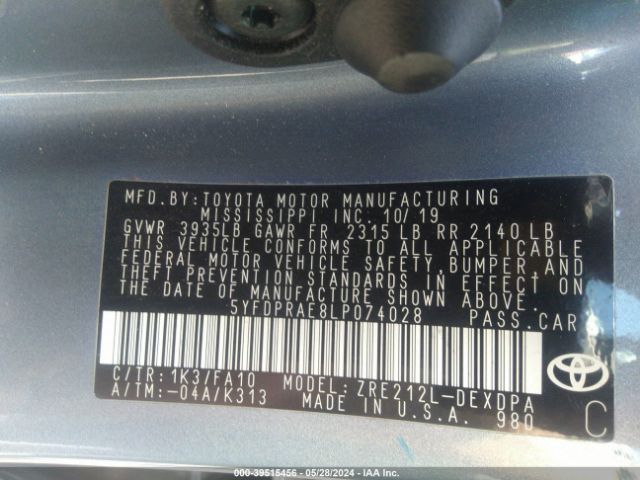 MFD. BY: TOYOTA MOTOR MANUFACTURING
MISSISSIPPI INC. 10/19
GVWR 3935LB GAWR FR 2315 LB RR 2140 LB
THIS VEHICLE CONFORMS TO ALL APPLICABLE
FEDERAL MOTOR VEHICLE SAFETY, BUMPER, AND
THEFT PREVENTION STANDARDS IN EFFECT ON
THE DATE OF MANUFACTURE SHOWN ABOVE.
5YFDPRAE8LP074028 PASS. CAR
C/TR: 1K3/FA10 MODEL: ZRE212L-DEXDPA
A/TM: -04A/K313 MADE IN U.S.A. 980
TOYOTA
C
000-39515456 - 05/28/2024 - IAA Inc.